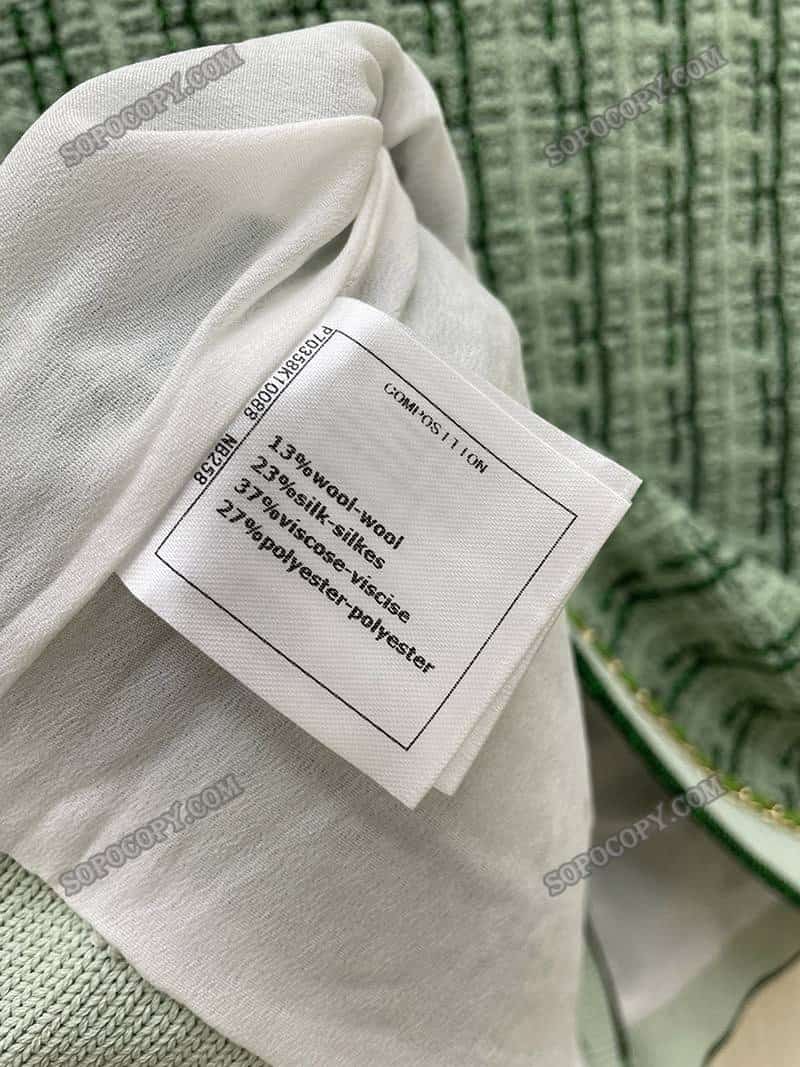 SOPOCOPY.COM
SOPOCOPY.COM
P70358K10088 NB258
COMPOSITION
13%wool-wool
23%silk-silkes
37%viscose-viscise
27%polyester-polyester
SOPOCOPY.COM
SOPOCOPY.COM